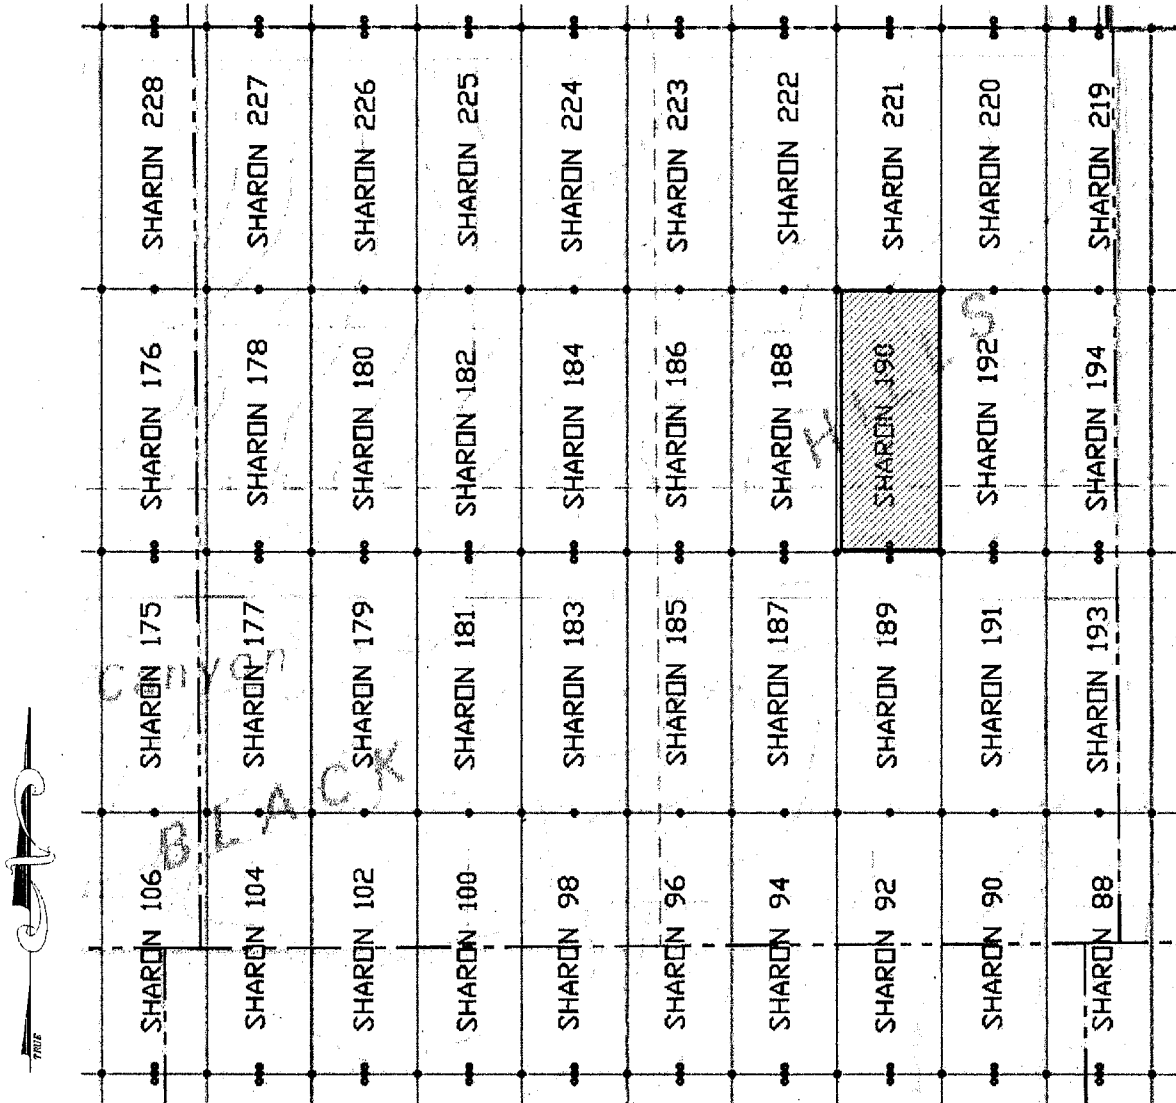 SHARON 228
SHARON 227
SHARON 226
SHARON 225
SHARON 224
SHARON 223
SHARON 222
SHARON 221
SHARON 220
SHARON 219
SHARON 176
SHARON 178
SHARON 180
SHARON 182
SHARON 184
SHARON 186
SHARON 188
SHARON 190
SHARON 192
SHARON 194
HILLS
SHARON 175
SHARON 177
SHARON 179
SHARON 181
SHARON 183
SHARON 185
SHARON 187
SHARON 189
SHARON 191
SHARON 193
Canyon
BLACK
SHARON 106
SHARON 104
SHARON 102
SHARON 100
SHARON 98
SHARON 96
SHARON 94
SHARON 92
SHARON 90
SHARON 88
TRUE